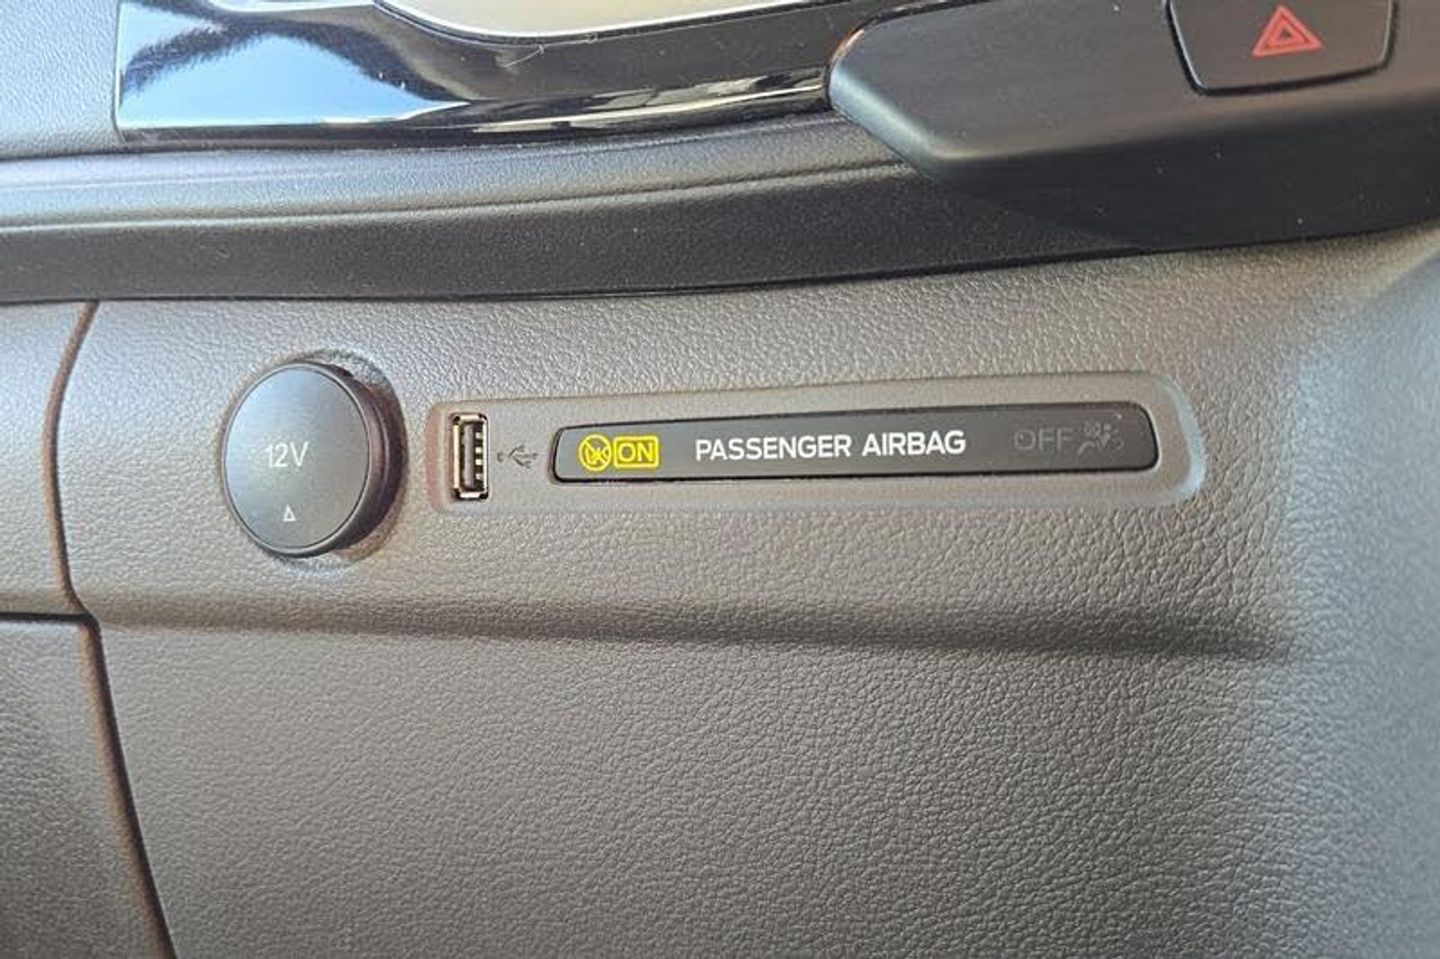 12V
ON PASSENGER AIRBAG OFF